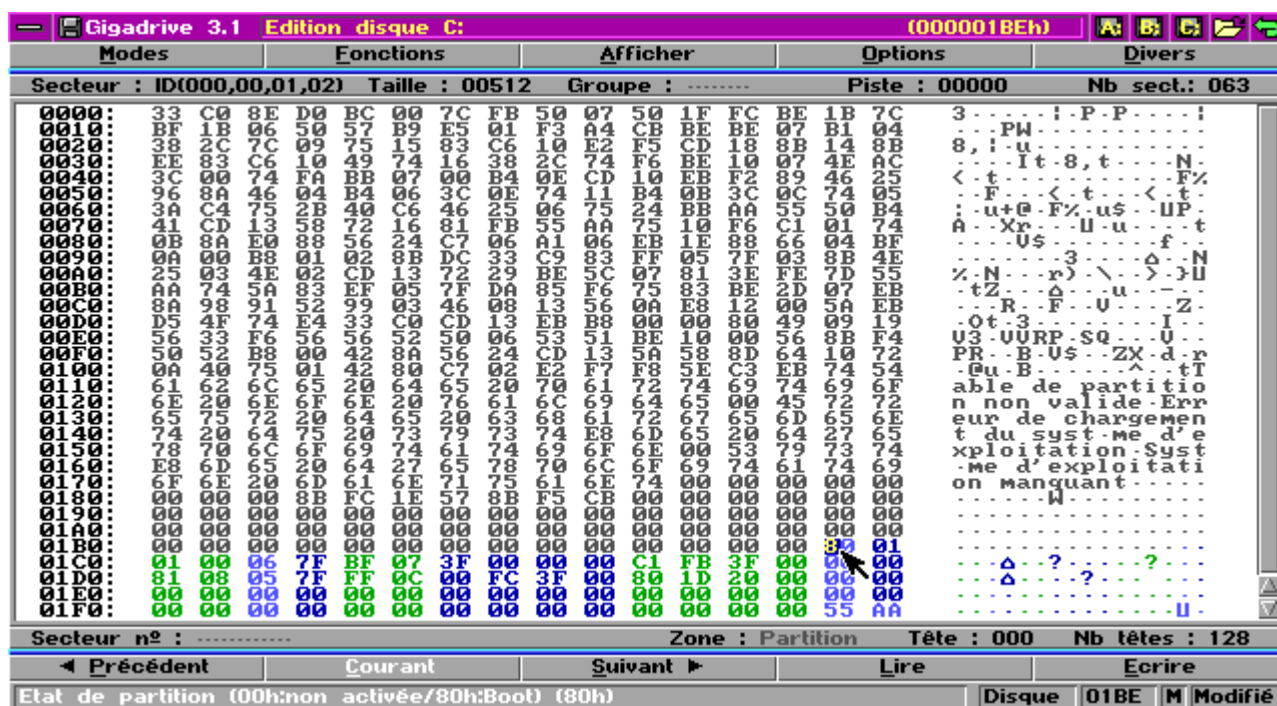 Gigadrive 3.1 Edition disque C: (000001BEh) A: B: C:
Modes Fonctions Afficher Options Divers
Secteur : ID(000,00,01,02) Taille : 00512 Groupe : -------- Piste : 00000 Nb sect.: 063
0000: 33 C0 8E D0 BC 00 7C FB 50 07 50 1F FC BE 1B 7C 3·····|·P·P····|
0010: BF 1B 06 50 57 B9 E5 01 F3 A4 CB BE BE 07 B1 04 ···PW···········
0020: 38 2C 7C 09 75 15 83 C6 10 E2 F5 CD 18 8B 14 8B 8,|·u···········
0030: EE 83 C6 10 49 74 16 38 2C 74 F6 BE 10 07 4E AC ····It·8,t····N·
0040: 3C 00 74 FA BB 07 00 B4 0E CD 10 EB F2 89 46 25 <·t···········F%
0050: 96 8A 46 04 B4 06 3C 0E 74 11 B4 0B 3C 0C 74 05 ··F···<·t···<·t·
0060: 3A C4 75 2B 40 C6 46 25 06 75 24 BB AA 55 50 B4 :·u+@·F%·u$··UP·
0070: 41 CD 13 58 72 16 81 FB 55 AA 75 10 F6 C1 01 74 A··Xr···U·u····t
0080: 0B 8A E0 88 56 24 C7 06 A1 06 EB 1E 88 66 04 BF ····V$·······f··
0090: 0A 00 B8 01 02 8B DC 33 C9 83 FF 05 7F 03 8B 4E ·······3····∆··N
00A0: 25 03 4E 02 CD 13 72 29 BE 5C 07 81 3E FE 7D 55 %·N···r)·\··>·}U
00B0: AA 74 5A 83 EF 05 7F DA 85 F6 75 83 BE 2D 07 EB ·tZ···∆···u··-··
00C0: 8A 98 91 52 99 03 46 08 13 56 0A E8 12 00 5A EB ···R··F··V····Z·
00D0: D5 4F 74 E4 33 C0 CD 13 EB B8 00 00 80 49 09 19 ·Ot·3········I··
00E0: 56 33 F6 56 56 52 50 06 53 51 BE 10 00 56 8B F4 V3·VVRP·SQ···V··
00F0: 50 52 B8 00 42 8A 56 24 CD 13 5A 58 8D 64 10 72 PR··B·V$··ZX·d·r
0100: 0A 40 75 01 42 80 C7 02 E2 F7 F8 5E C3 EB 74 54 ·@u·B······^··tT
0110: 61 62 6C 65 20 64 65 20 70 61 72 74 69 74 69 6F able de partitio
0120: 6E 20 6E 6F 6E 20 76 61 6C 69 64 65 00 45 72 72 n non valide·Err
0130: 65 75 72 20 64 65 20 63 68 61 72 67 65 6D 65 6E eur de chargemen
0140: 74 20 64 75 20 73 79 73 74 E8 6D 65 20 64 27 65 t du syst·me d'e
0150: 78 70 6C 6F 69 74 61 74 69 6F 6E 00 53 79 73 74 xploitation·Syst
0160: E8 6D 65 20 64 27 65 78 70 6C 6F 69 74 61 74 69 ·me d'exploitati
0170: 6F 6E 20 6D 61 6E 71 75 61 6E 74 00 00 00 00 00 on manquant·····
0180: 00 00 00 8B FC 1E 57 8B F5 CB 00 00 00 00 00 00 ······W·········
0190: 00 00 00 00 00 00 00 00 00 00 00 00 00 00 00 00 ················
01A0: 00 00 00 00 00 00 00 00 00 00 00 00 00 00 00 00 ················
01B0: 00 00 00 00 00 00 00 00 00 00 00 00 00 00 80 01 ················
01C0: 01 00 06 7F BF 07 3F 00 00 00 C1 FB 3F 00 00 00 ···∆··?·····?···
01D0: 81 08 05 7F FF 0C 00 FC 3F 00 80 1D 20 00 00 00 ···∆····?·······
01E0: 00 00 00 00 00 00 00 00 00 00 00 00 00 00 00 00 ················
01F0: 00 00 00 00 00 00 00 00 00 00 00 00 00 00 55 AA ··············U·
Secteur nº : ------------ Zone : Partition Tête : 000 Nb têtes : 128
◄ Précédent Courant Suivant ► Lire Ecrire
Etat de partition (00h:non activée/80h:Boot) (80h) Disque 01BE M Modifié